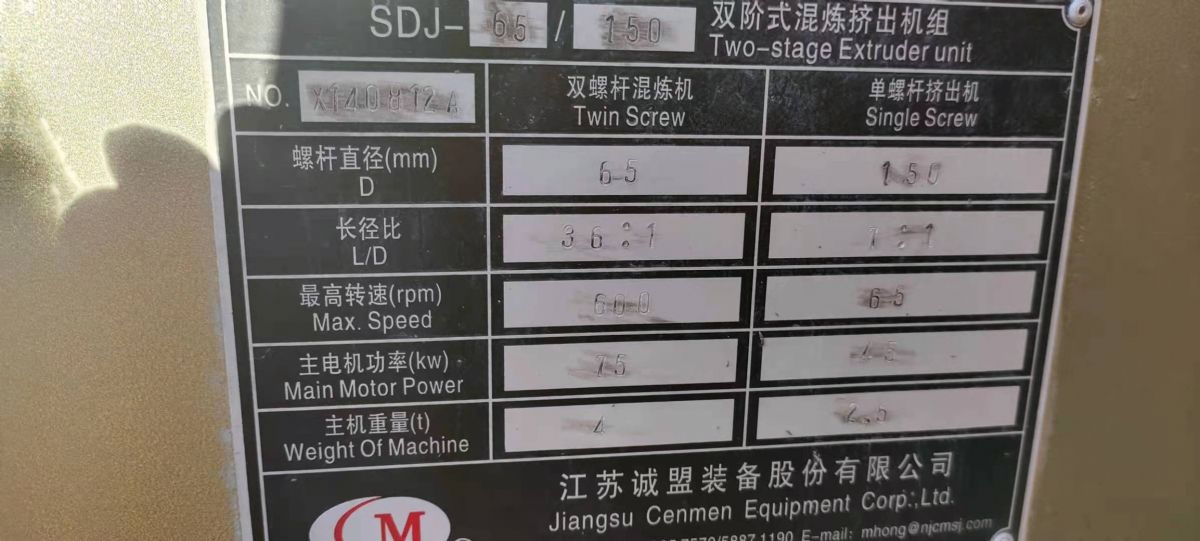 SDJ-65/150 双阶式混炼挤出机组
Two-stage Extruder unit
NO. X140812A
双螺杆混炼机
Twin Screw
单螺杆挤出机
Single Screw
螺杆直径(mm)
D
65
150
长径比
L/D
36:1
7:1
最高转速(rpm)
Max. Speed
600
65
主电机功率(kw)
Main Motor Power
75
45
主机重量(t)
Weight Of Machine
4
2.5
江苏诚盟装备股份有限公司
Jiangsu Cenmen Equipment Corp.,Ltd.
CM
/5887 1190 E-mail: mhong@njcmsj.com